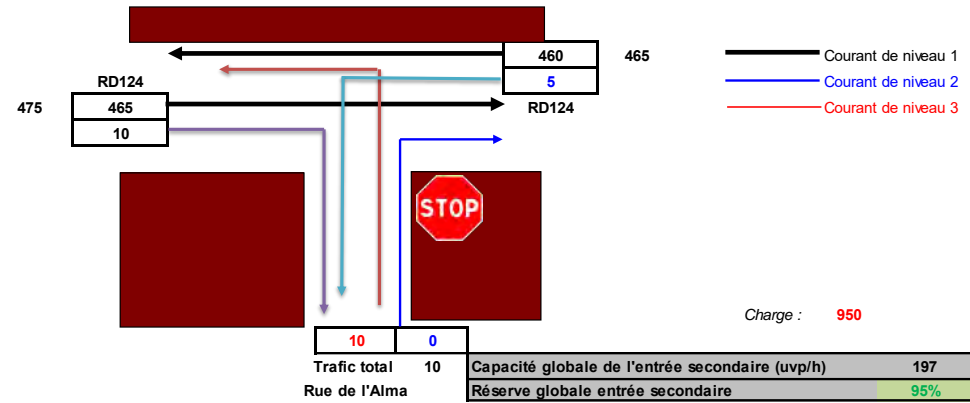 460 465
5
Courant de niveau 1
Courant de niveau 2
Courant de niveau 3
RD124
475 465
10
RD124
STOP
Charge : 950
10 0
Trafic total 10
Rue de l'Alma
Capacité globale de l'entrée secondaire (uvp/h) 197
Réserve globale entrée secondaire 95%